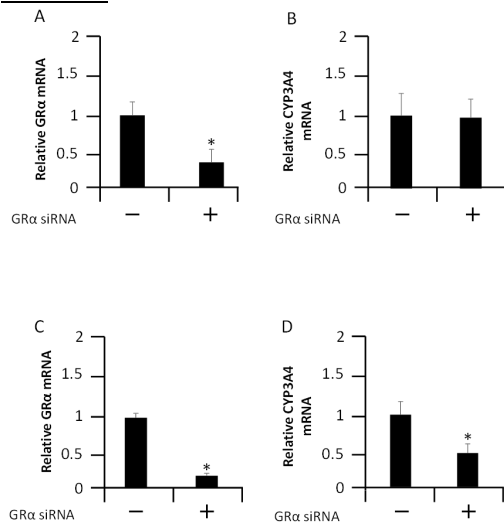 A
2
1.5
1
0.5
0
Relative GRα mRNA
*
GRα siRNA − +
B
2
1.5
1
0.5
0
Relative CYP3A4
mRNA
GRα siRNA − +
C
2
1.5
1
0.5
0
Relative GRα mRNA
*
GRα siRNA − +
D
2
1.5
1
0.5
0
Relative CYP3A4
mRNA
*
GRα siRNA − +